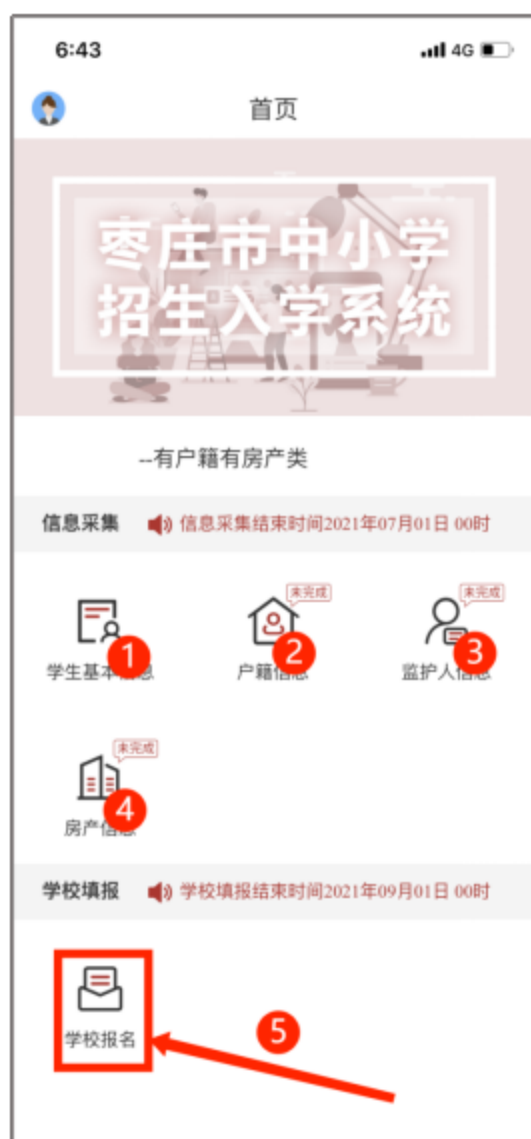 6:43
4G
首页
枣庄市中小学
招生入学系统
--有户籍有房产类
信息采集 信息采集结束时间2021年07月01日 00时
未完成 未完成
1 2 3
学生基本信息 户籍信息 监护人信息
未完成
4
房产信息
学校填报 学校填报结束时间2021年09月01日 00时
5
学校报名